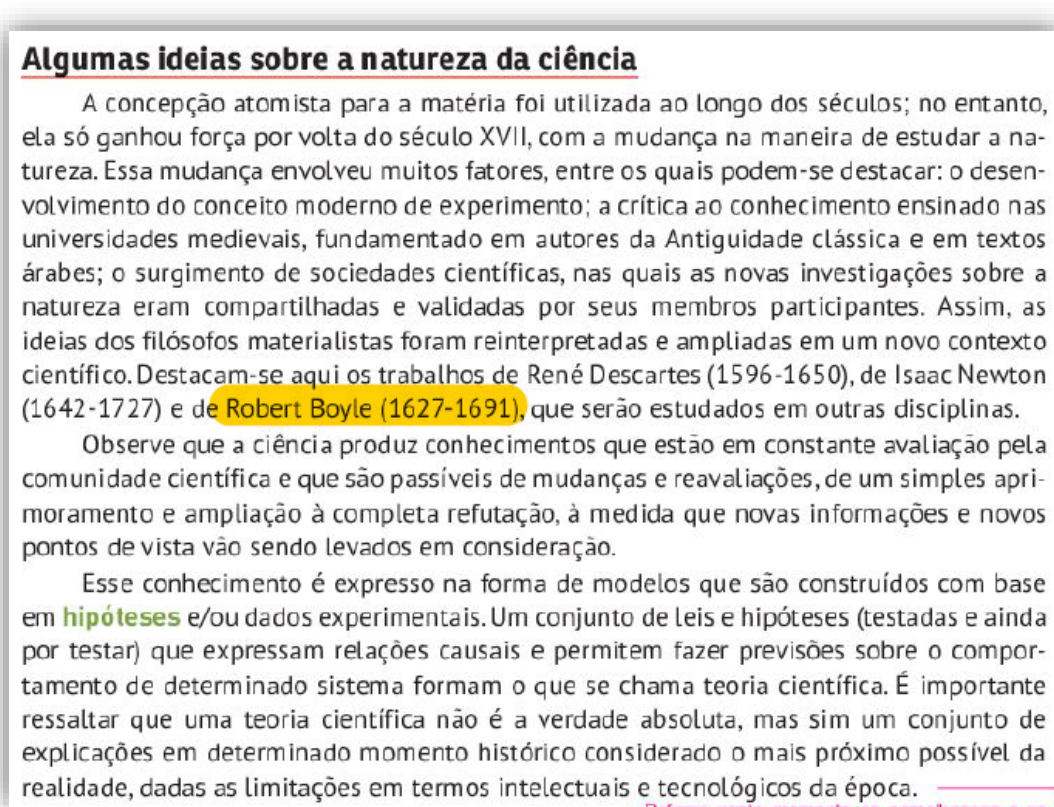 Algumas ideias sobre a natureza da ciência
A concepção atomista para a matéria foi utilizada ao longo dos séculos; no entanto,
ela só ganhou força por volta do século XVII, com a mudança na maneira de estudar a na-
tureza. Essa mudança envolveu muitos fatores, entre os quais podem-se destacar: o desen-
volvimento do conceito moderno de experimento; a crítica ao conhecimento ensinado nas
universidades medievais, fundamentado em autores da Antiguidade clássica e em textos
árabes; o surgimento de sociedades científicas, nas quais as novas investigações sobre a
natureza eram compartilhadas e validadas por seus membros participantes. Assim, as
ideias dos filósofos materialistas foram reinterpretadas e ampliadas em um novo contexto
científico. Destacam-se aqui os trabalhos de René Descartes (1596-1650), de Isaac Newton
(1642-1727) e de Robert Boyle (1627-1691), que serão estudados em outras disciplinas.
Observe que a ciência produz conhecimentos que estão em constante avaliação pela
comunidade científica e que são passíveis de mudanças e reavaliações, de um simples apri-
moramento e ampliação à completa refutação, à medida que novas informações e novos
pontos de vista vão sendo levados em consideração.
Esse conhecimento é expresso na forma de modelos que são construídos com base
em hipóteses e/ou dados experimentais. Um conjunto de leis e hipóteses (testadas e ainda
por testar) que expressam relações causais e permitem fazer previsões sobre o compor-
tamento de determinado sistema formam o que se chama teoria científica. É importante
ressaltar que uma teoria científica não é a verdade absoluta, mas sim um conjunto de
explicações em determinado momento histórico considerado o mais próximo possível da
realidade, dadas as limitações em termos intelectuais e tecnológicos da época.